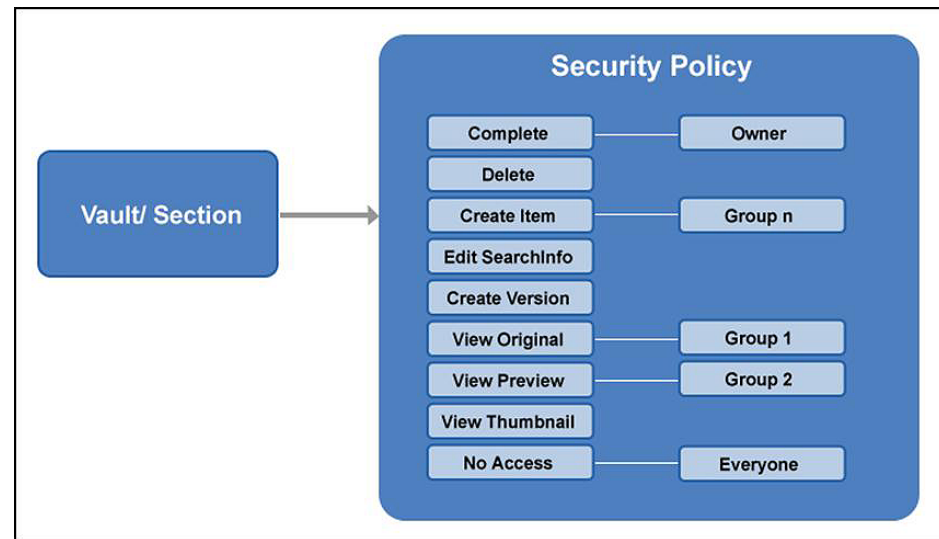 Security Policy
Vault/ Section
Complete
Owner
Delete
Create Item
Group n
Edit SearchInfo
Create Version
View Original
Group 1
View Preview
Group 2
View Thumbnail
No Access
Everyone